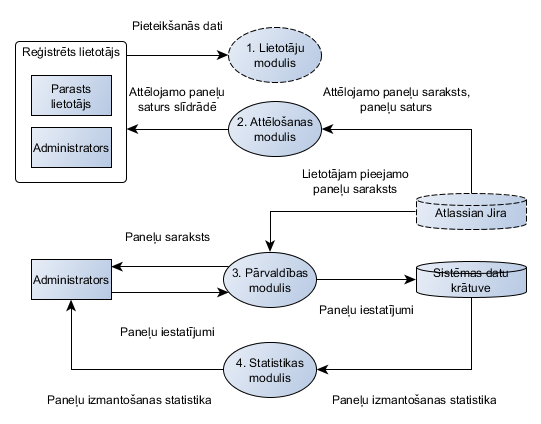 Pieteikšanās dati
Reģistrēts lietotājs
1. Lietotāju
modulis
Parasts
lietotājs
Attēlojamo paneļu
saturs slīdrādē
Attēlojamo paneļu saraksts,
paneļu saturs
Administrators
2. Attēlošanas
modulis
Lietotājam pieejamo
paneļu saraksts
Atlassian Jira
Paneļu saraksts
Administrators
3. Pārvaldības
modulis
Sistēmas datu
krātuve
Paneļu iestatījumi
Paneļu iestatījumi
4. Statistikas
modulis
Paneļu izmantošanas statistika
Paneļu izmantošanas statistika